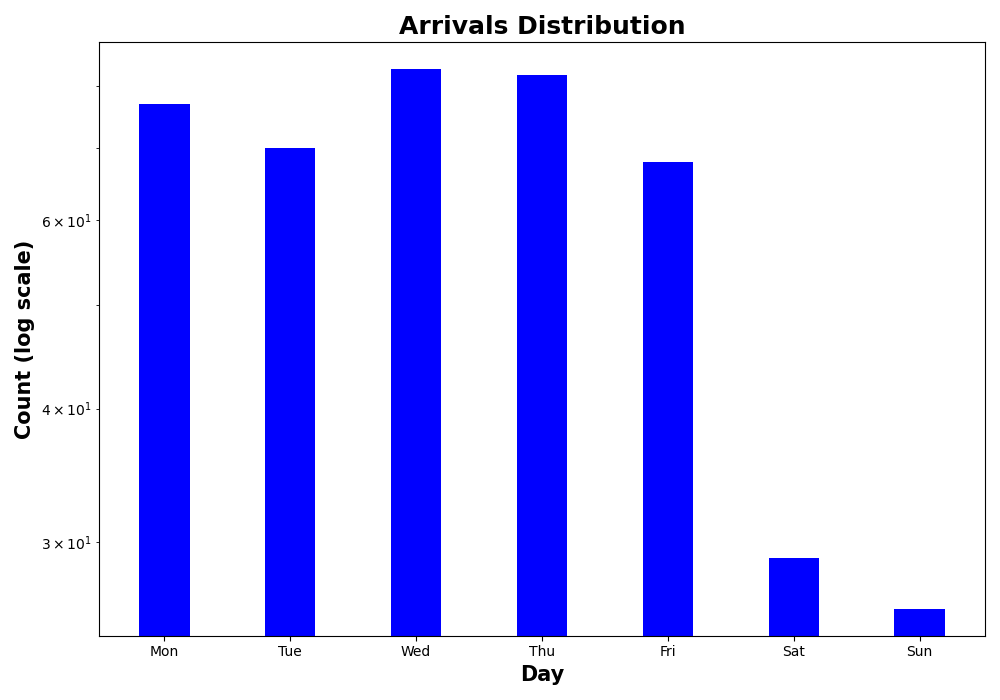 Arrivals Distribution
Count (log scale)
6 × 10¹
4 × 10¹
3 × 10¹
Mon Tue Wed Thu Fri Sat Sun
Day